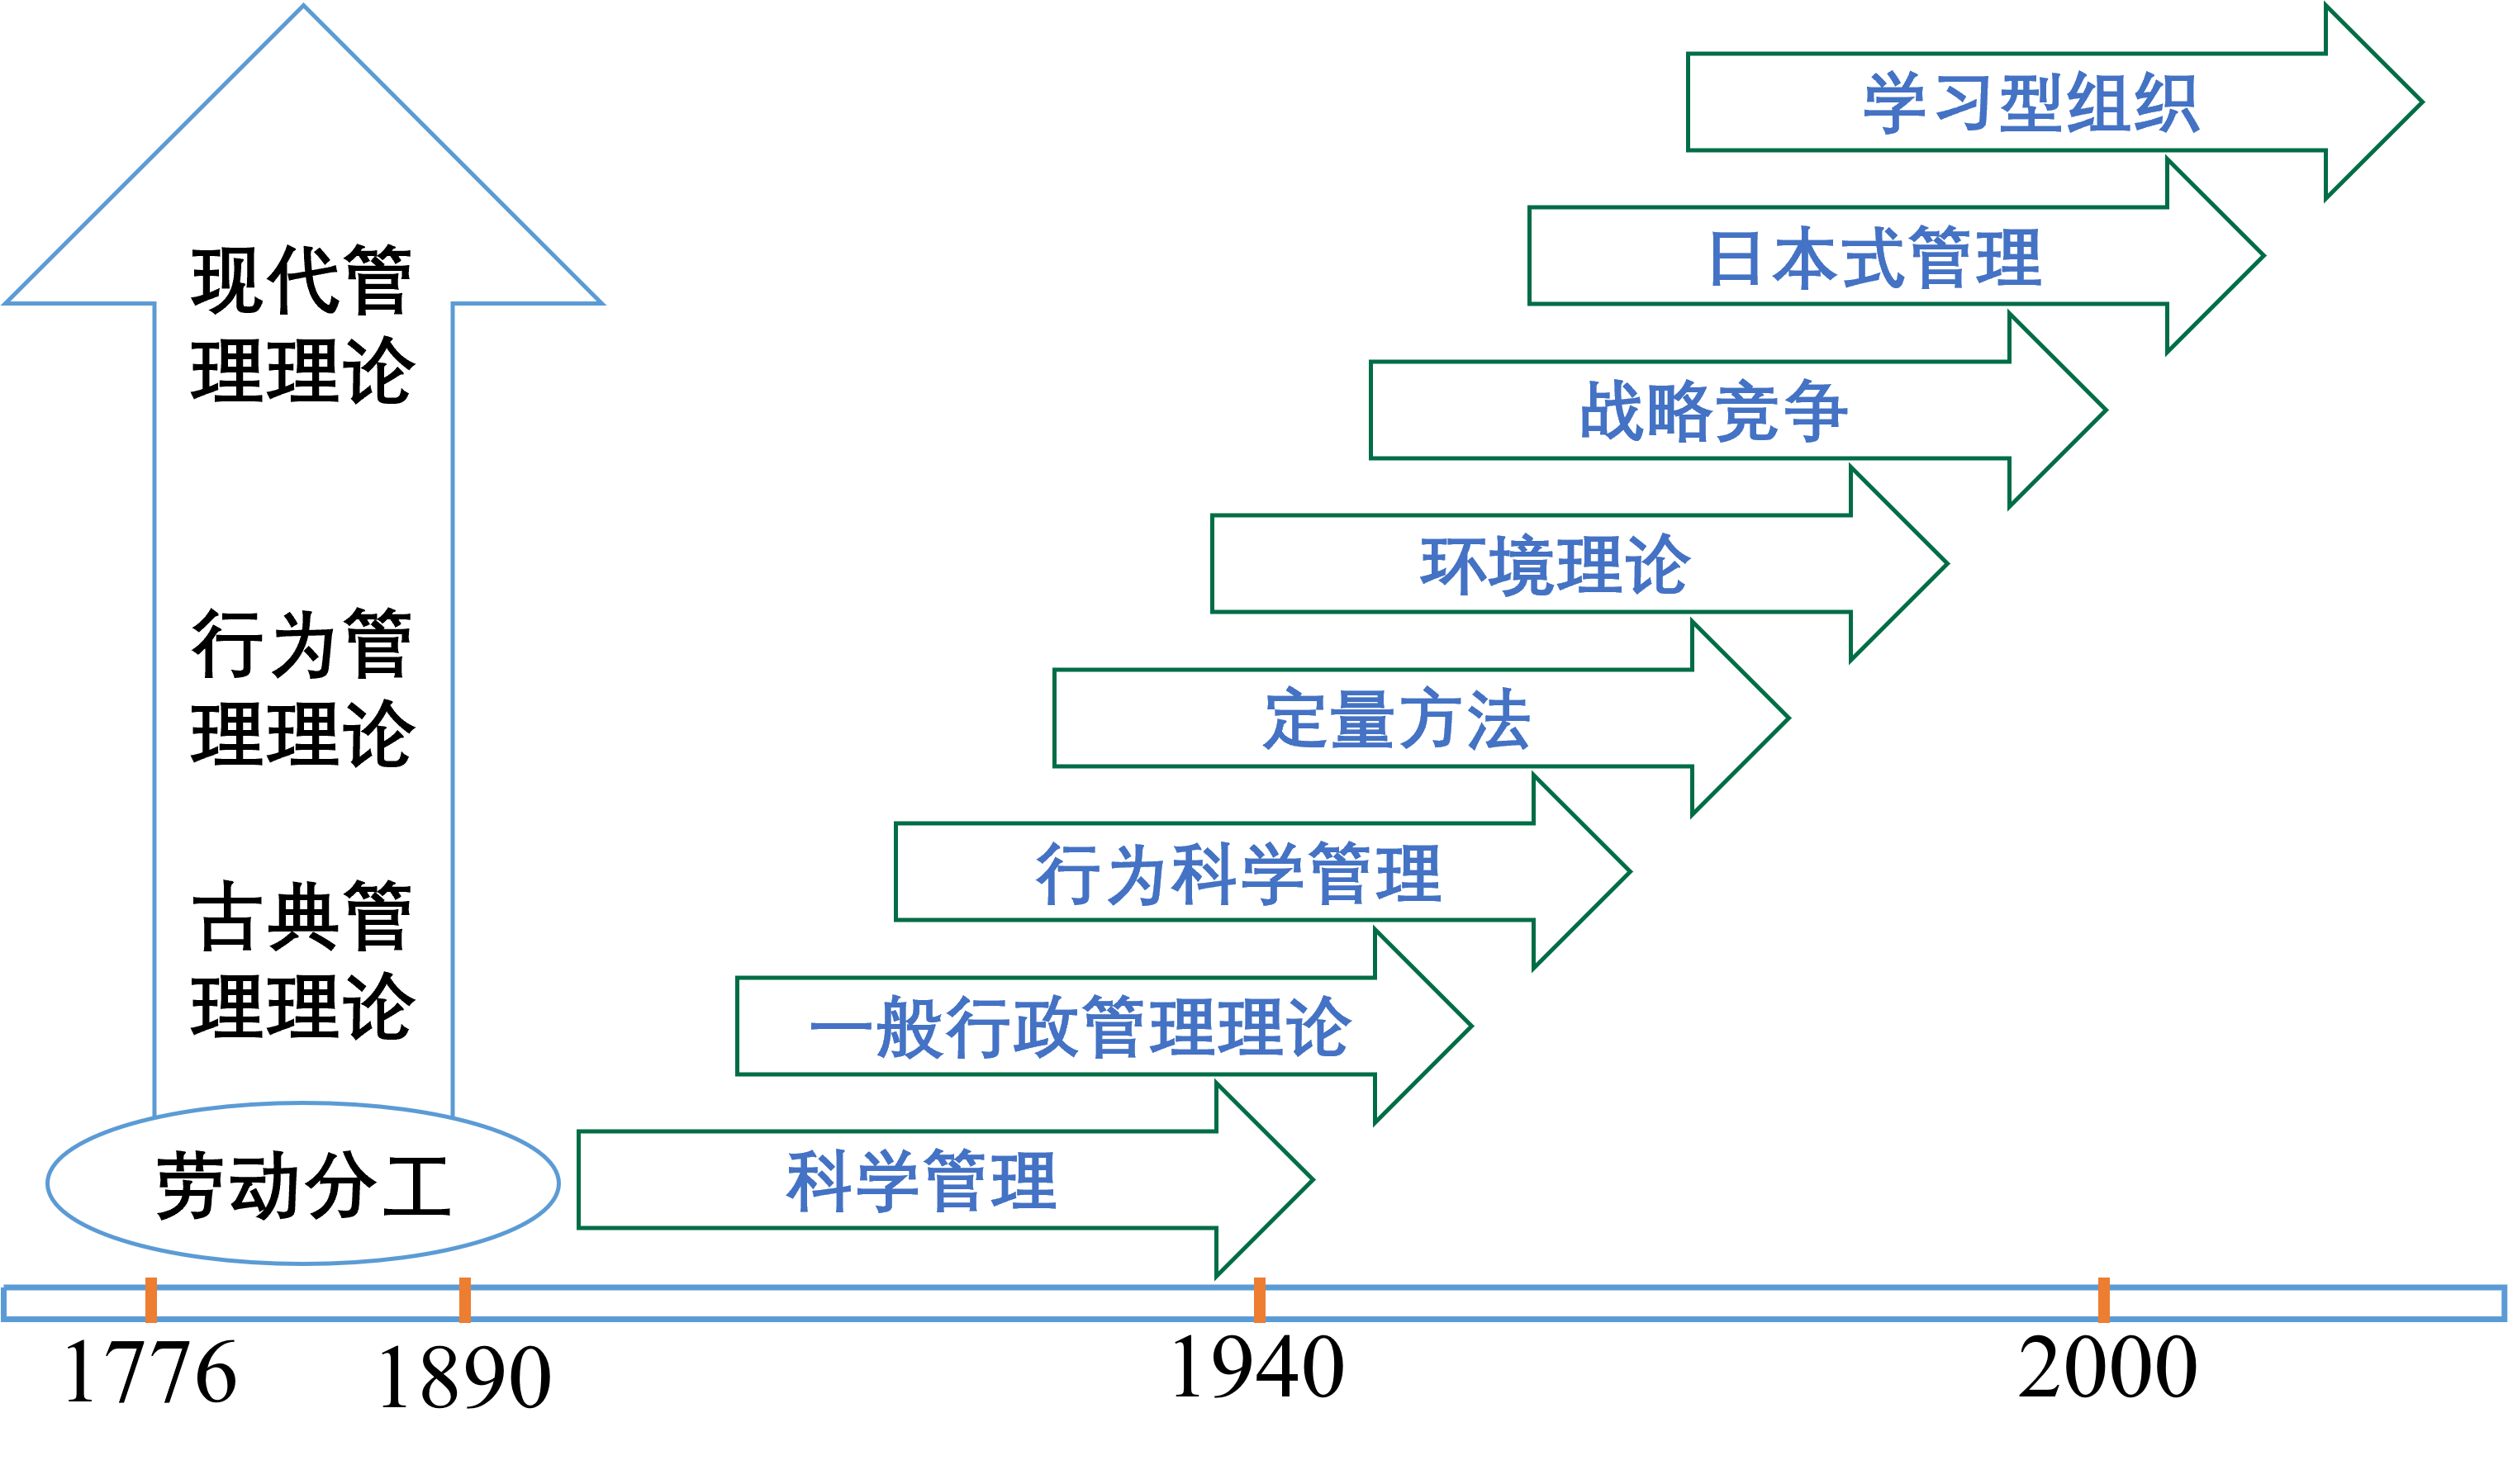 学习型组织
日本式管理
现代管
理理论
战略竞争
环境理论
行为管
理理论
定量方法
行为科学管理
古典管
理理论
一般行政管理理论
劳动分工
科学管理
1776
1890
1940
2000